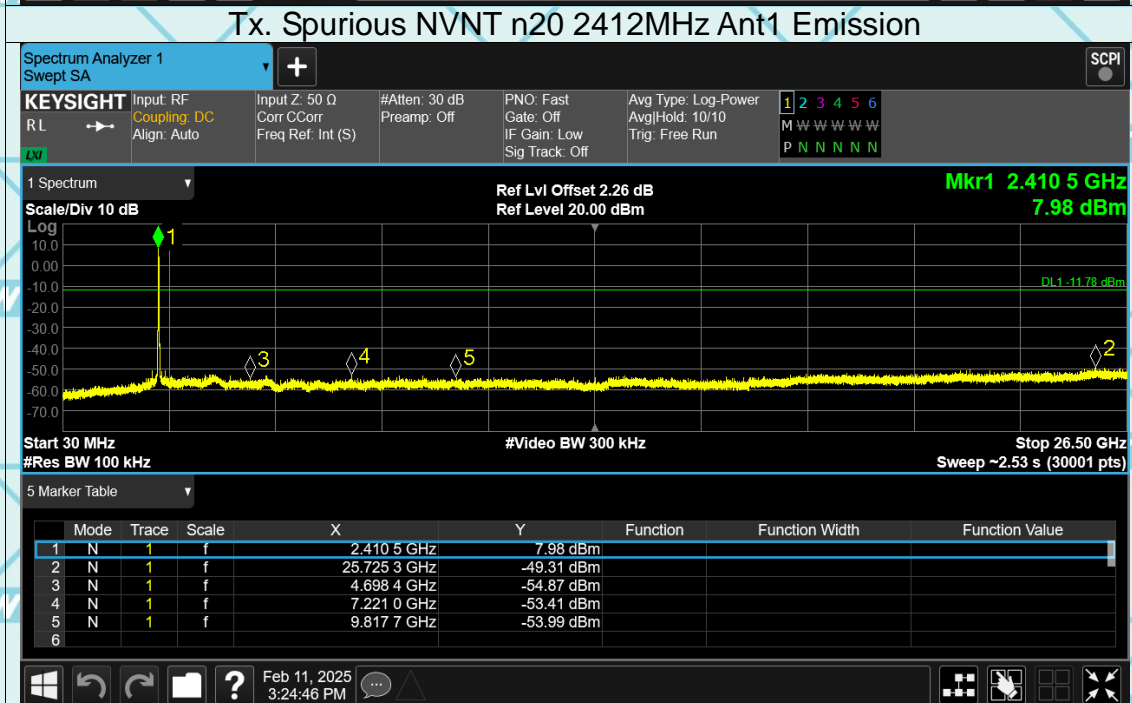 Tx. Spurious NVNT n20 2412MHz Ant1 Emission
Spectrum Analyzer 1
Swept SA
+
SCPI
KEYSIGHT Input: RF Input Z: 50 Ω #Atten: 30 dB PNO: Fast Avg Type: Log-Power 1 2 3 4 5 6
RL Coupling: DC Corr CCorr Preamp: Off Gate: Off Avg|Hold: 10/10 M W W W W W
Align: Auto Freq Ref: Int (S) IF Gain: Low Trig: Free Run P N N N N N
LXI Sig Track: Off
1 Spectrum Ref Lvl Offset 2.26 dB Mkr1 2.410 5 GHz
Scale/Div 10 dB Ref Level 20.00 dBm 7.98 dBm
Log
1
10.0
0.00
-10.0 DL1 -11.78 dBm
-20.0
-30.0
-40.0
3 4 5 2
-50.0
-60.0
-70.0
Start 30 MHz #Video BW 300 kHz Stop 26.50 GHz
#Res BW 100 kHz Sweep ~2.53 s (30001 pts)
5 Marker Table
Mode Trace Scale X Y Function Function Width Function Value
1 N 1 f 2.410 5 GHz 7.98 dBm
2 N 1 f 25.725 3 GHz -49.31 dBm
3 N 1 f 4.698 4 GHz -54.87 dBm
4 N 1 f 7.221 0 GHz -53.41 dBm
5 N 1 f 9.817 7 GHz -53.99 dBm
6
? Feb 11, 2025
3:24:46 PM